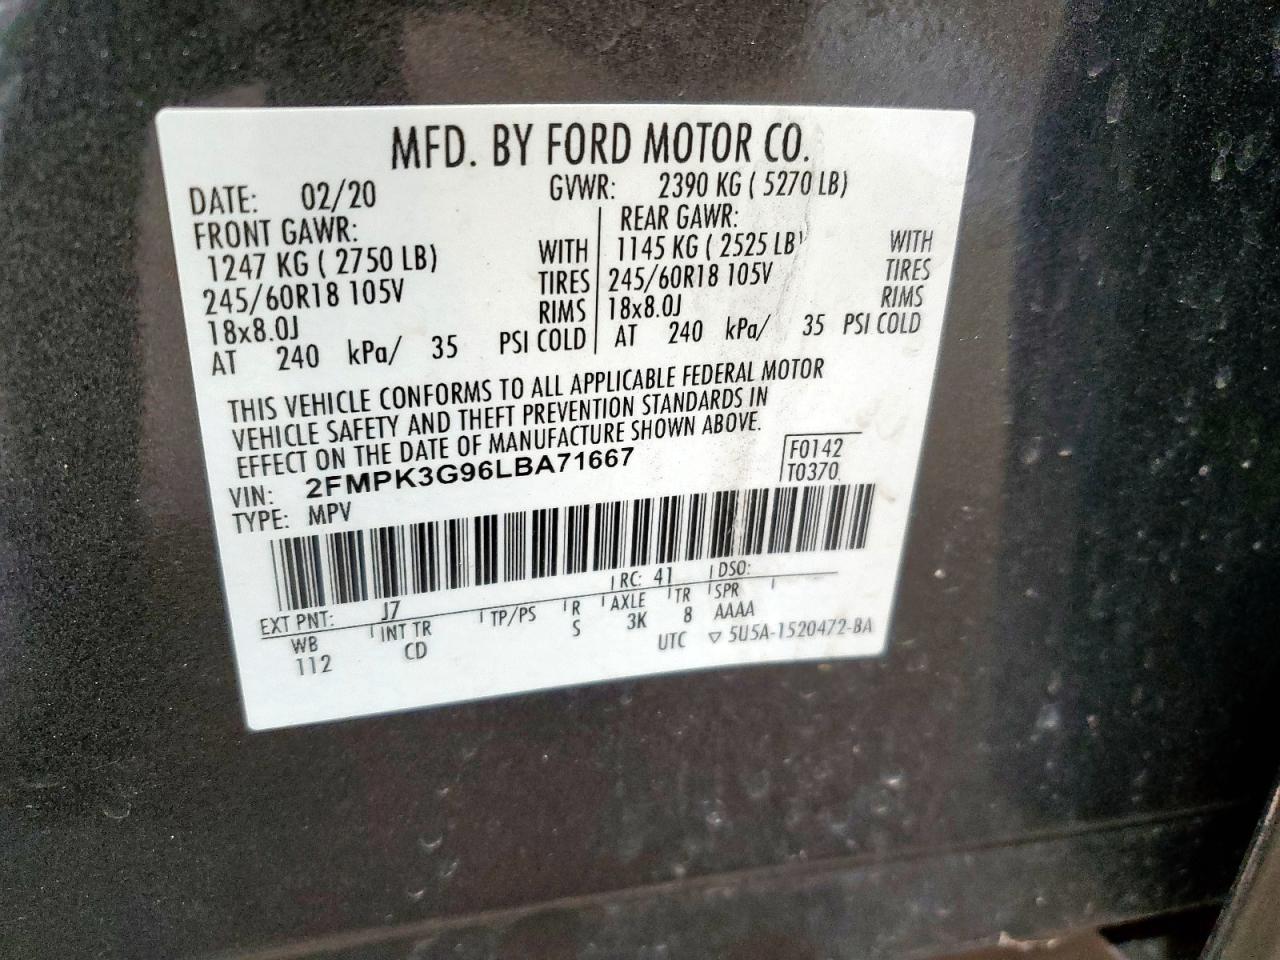 MFD. BY FORD MOTOR CO.
DATE: 02/20 GVWR: 2390 KG ( 5270 LB)
FRONT GAWR: REAR GAWR:
1247 KG ( 2750 LB) WITH 1145 KG ( 2525 LB) WITH
245/60R18 105V TIRES 245/60R18 105V TIRES
18x8.0J RIMS 18x8.0J RIMS
AT 240 kPa/ 35 PSI COLD AT 240 kPa/ 35 PSI COLD
THIS VEHICLE CONFORMS TO ALL APPLICABLE FEDERAL MOTOR
VEHICLE SAFETY AND THEFT PREVENTION STANDARDS IN
EFFECT ON THE DATE OF MANUFACTURE SHOWN ABOVE.
VIN: 2FMPK3G96LBA71667 F0142
TYPE: MPV T0370
EXT PNT: J7 RC: 41 DSO:
WB INT TR TP/PS R AXLE TR SPR
112 CD S 3K 8 AAAA
UTC ▽ 5U5A-1520472-BA